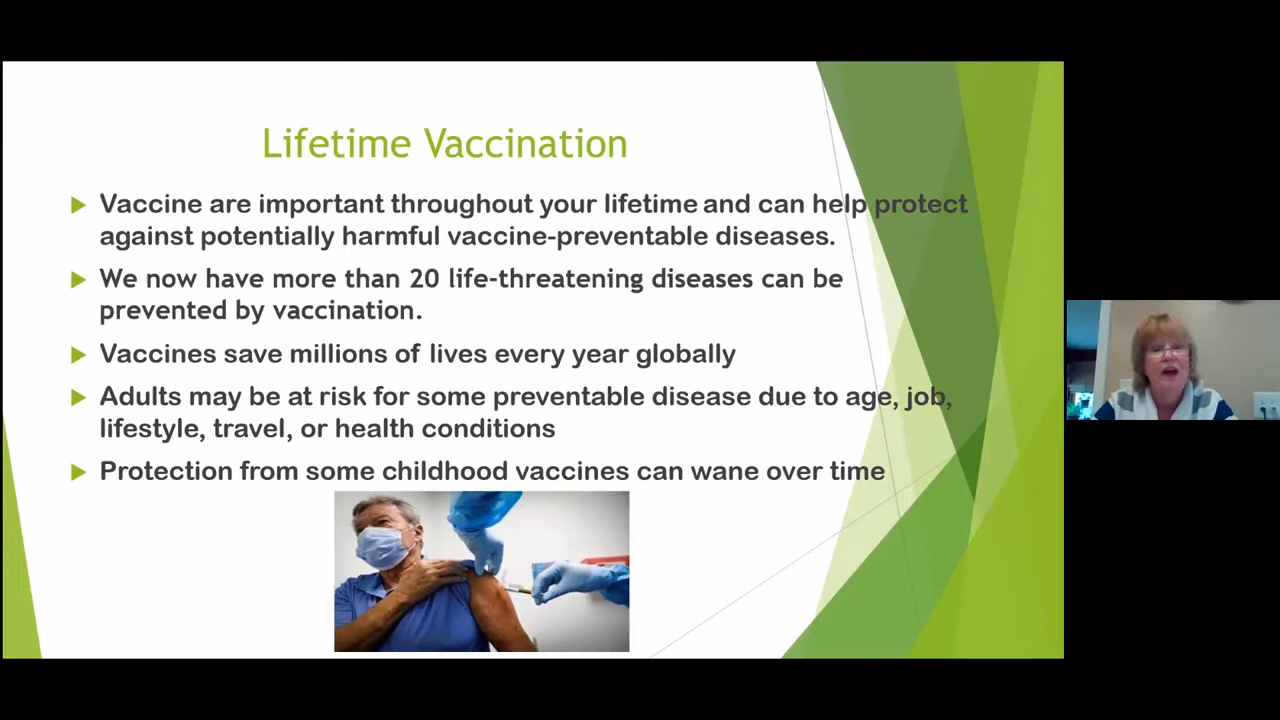 Lifetime Vaccination
Vaccine are important throughout your lifetime and can help protect
against potentially harmful vaccine-preventable diseases.
We now have more than 20 life-threatening diseases can be
prevented by vaccination.
Vaccines save millions of lives every year globally
Adults may be at risk for some preventable disease due to age, job,
lifestyle, travel, or health conditions
Protection from some childhood vaccines can wane over time